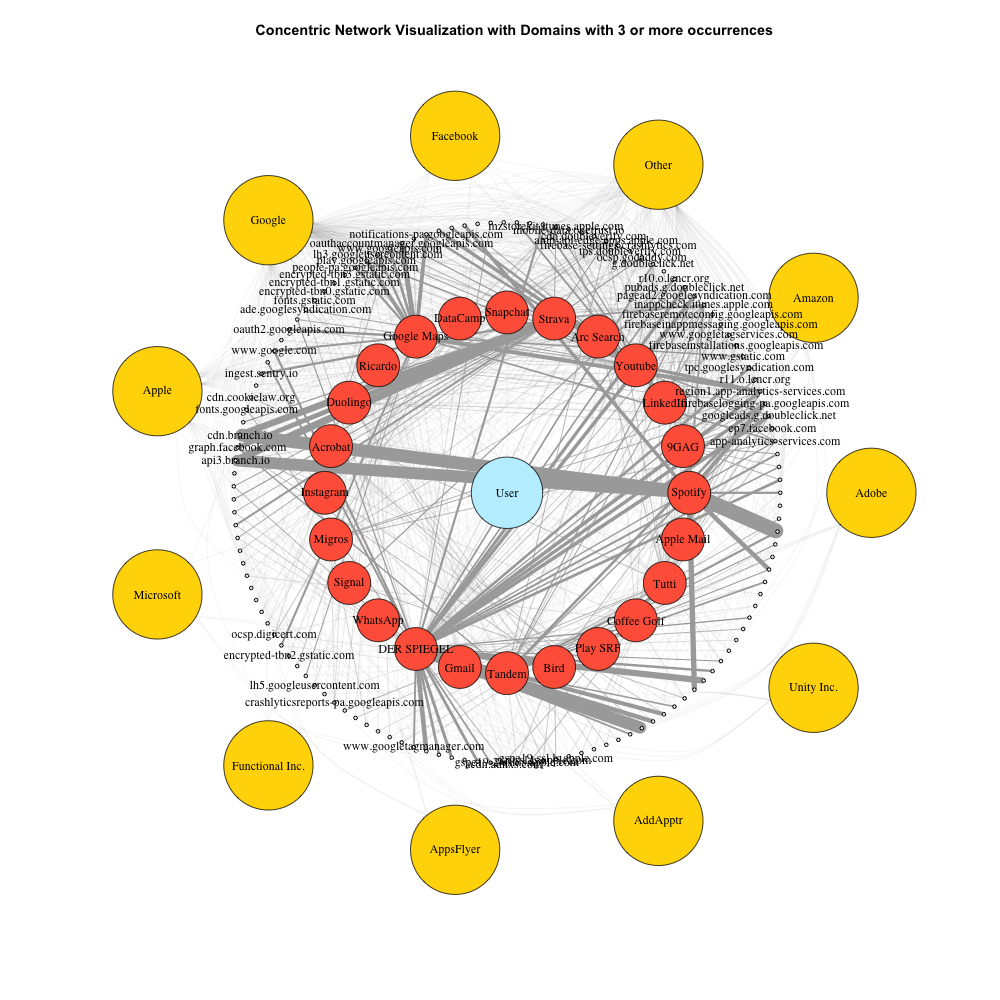 Concentric Network Visualization with Domains with 3 or more occurrences
Facebook
Other
Google
Amazon
Apple
Adobe
Microsoft
Unity Inc.
Functional Inc.
AddApptr
AppsFlyer
notifications-pa.googleapis.com
oauthaccountmanager.googleapis.com
www.googleapis.com
lh3.googleusercontent.com
play.googleapis.com
people-pa.googleapis.com
encrypted-tbn3.gstatic.com
encrypted-tbn1.gstatic.com
encrypted-tbn0.gstatic.com
fonts.gstatic.com
ade.googlesyndication.com
oauth2.googleapis.com
www.google.com
ingest.sentry.io
cdn.cookielaw.org
fonts.googleapis.com
cdn.branch.io
graph.facebook.com
api3.branch.io
ocsp.digicert.com
encrypted-tbn2.gstatic.com
lh5.googleusercontent.com
crashlyticsreports-pa.googleapis.com
www.googletagmanager.com
cdn.doubleverify.com
tps.doubleverify.com
ocsp.godaddy.com
g.doubleclick.net
r10.o.lencr.org
pubads.g.doubleclick.net
pagead2.googlesyndication.com
inappcheck.itunes.apple.com
firebaseremoteconfig.googleapis.com
firebaseinappmessaging.googleapis.com
www.googletagservices.com
firebaseinstallations.googleapis.com
www.gstatic.com
tpc.googlesyndication.com
r11.o.lencr.org
region1.app-analytics-services.com
firebaselogging-pa.googleapis.com
googleads.g.doubleclick.net
ep7.facebook.com
app-analytics-services.com
Snapchat
Strava
DataCamp
Arc Search
Google Maps
Youtube
Ricardo
LinkedIn
Duolingo
9GAG
Acrobat
Spotify
User
Instagram
Apple Mail
Migros
Tutti
Signal
Coffee Golf
WhatsApp
Play SRF
DER SPIEGEL
Bird
Gmail
Tandem